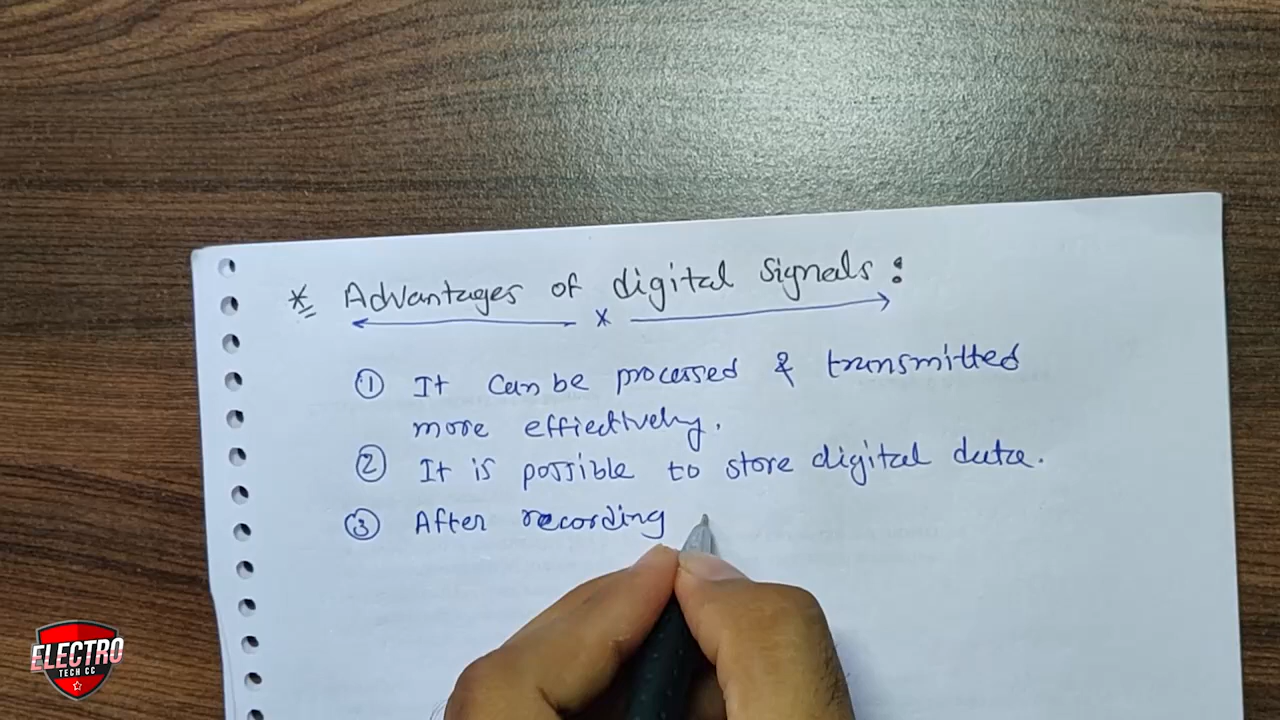 * Advantages of digital Signals :
x
① It can be processed & transmitted
more effiectively.
② It is possible to store digital data.
③ After recording
ELECTRO
TECH CC